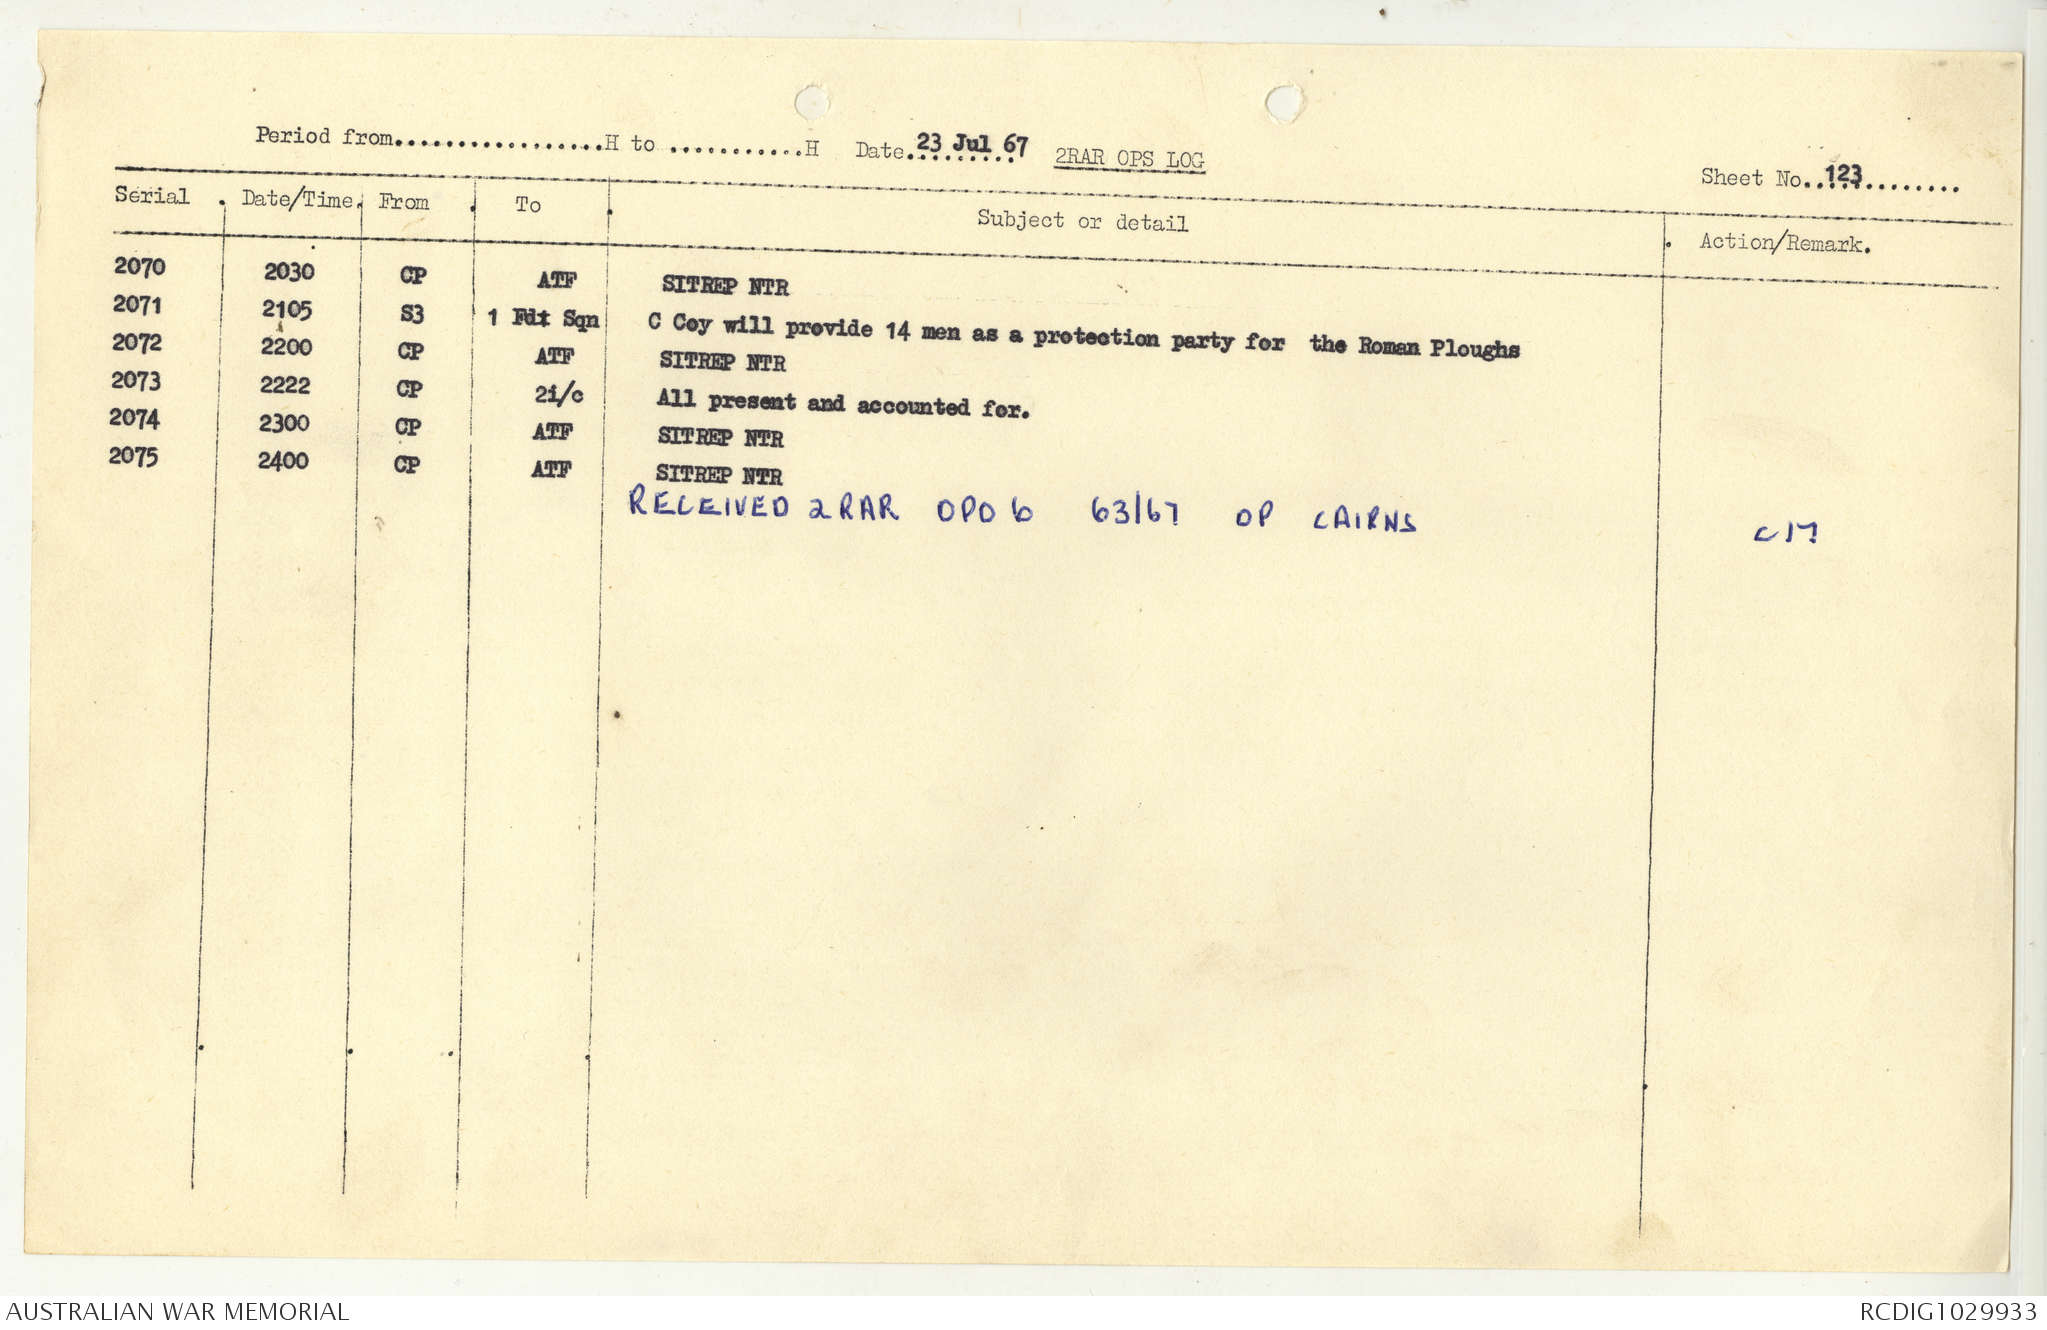 Period from..................H to ............H Date..23 Jul 67 2RAR OPS LOG Sheet No..123..........
Serial . Date/Time. From . To . Subject or detail . Action/Remark.
2070 2030 CP ATF SITREP NTR
2071 2105 S3 1 Fdt Sqn C Coy will provide 14 men as a protection party for the Roman Ploughs
2072 2200 CP ATF SITREP NTR
2073 2222 CP 2i/c All present and accounted for.
2074 2300 CP ATF SITREP NTR
2075 2400 CP ATF SITREP NTR
RECEIVED 2RAR OPO 6 63/67 OP CAIRNS C17
AUSTRALIAN WAR MEMORIAL RCDIG1029933